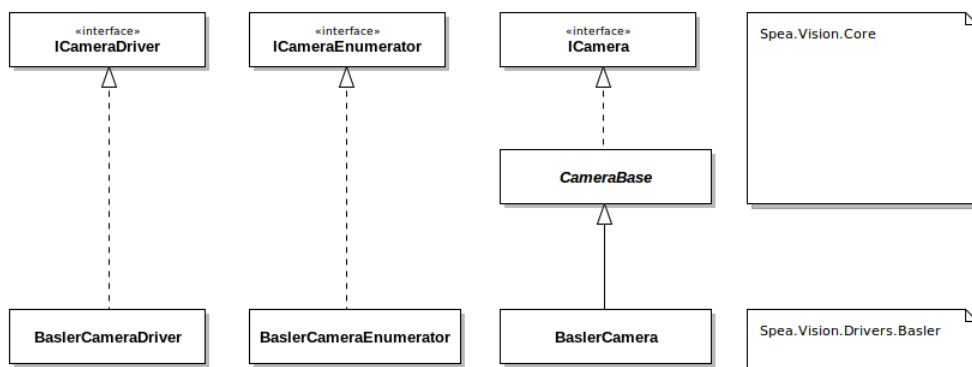 «interface»
ICameraDriver
«interface»
ICameraEnumerator
«interface»
ICamera
Spea.Vision.Core
CameraBase
BaslerCameraDriver
BaslerCameraEnumerator
BaslerCamera
Spea.Vision.Drivers.Basler